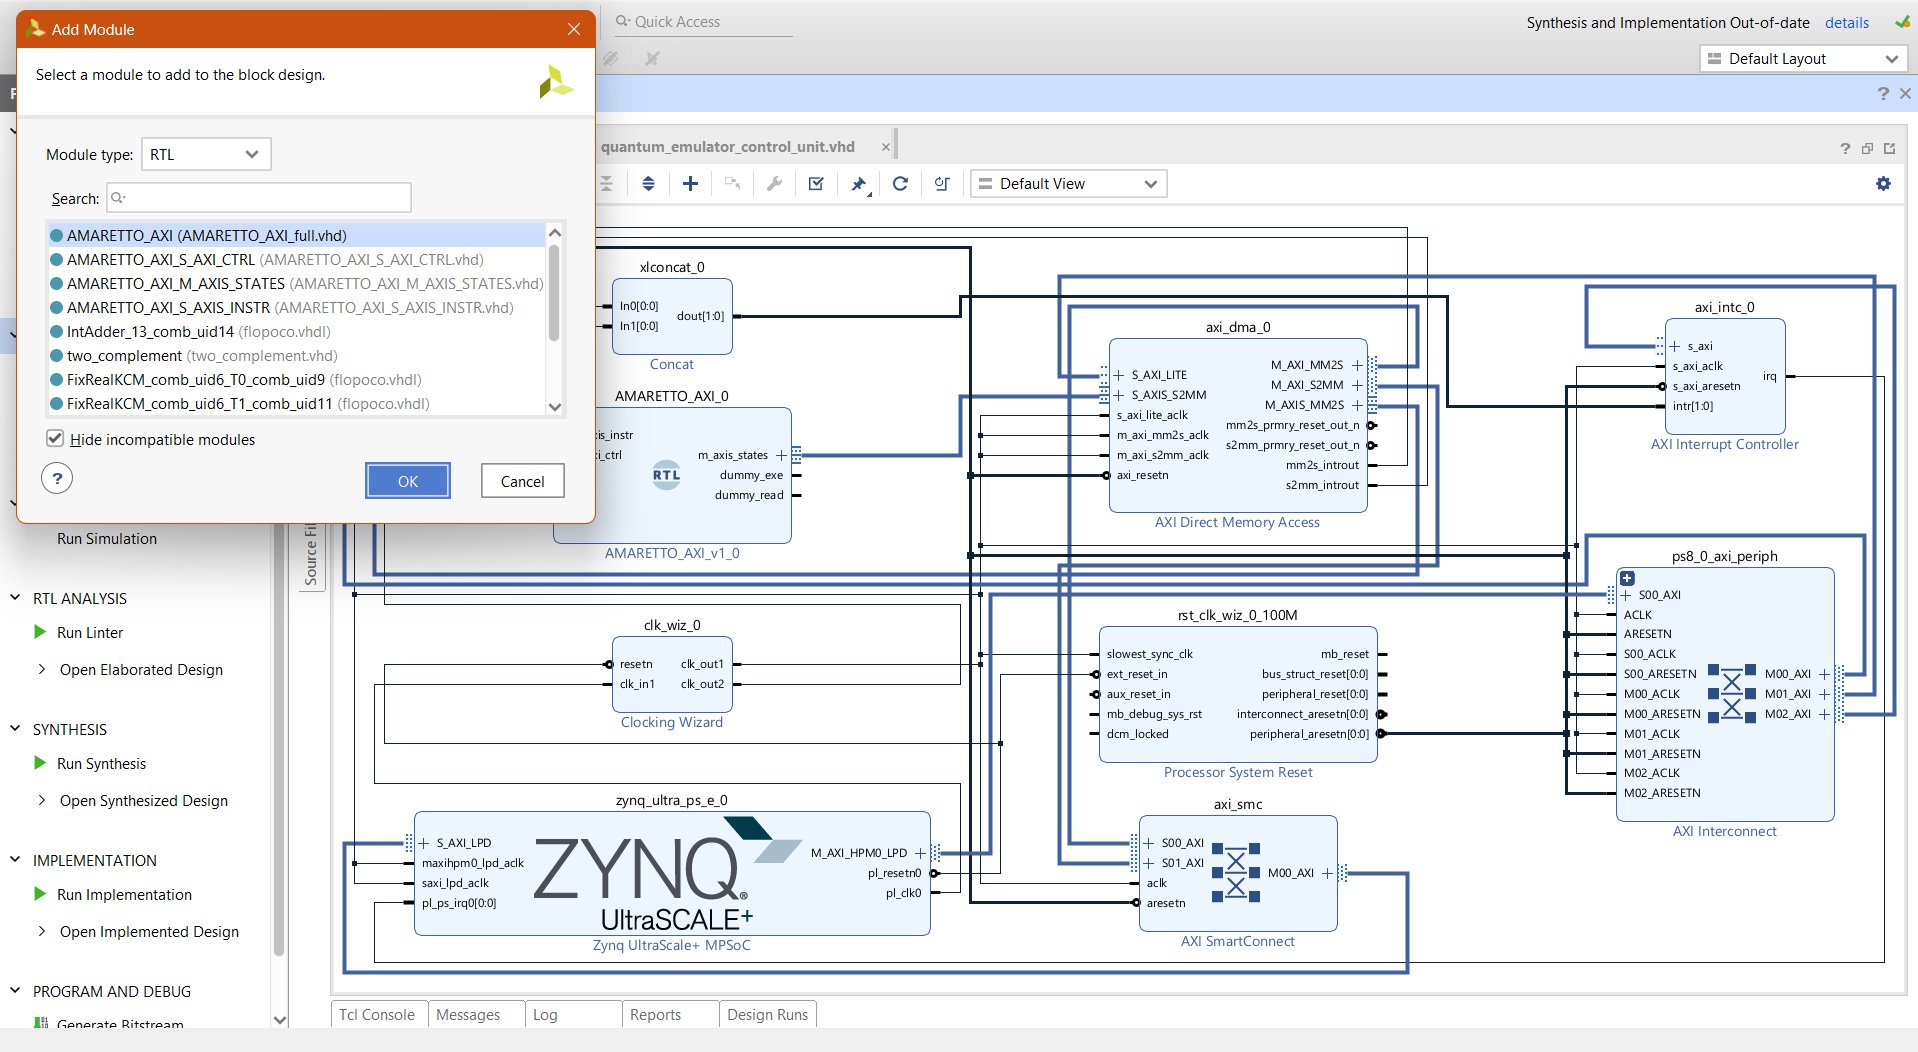 Add Module
Select a module to add to the block design.
Module type: RTL
Search:
AMARETTO_AXI (AMARETTO_AXI_full.vhd)
AMARETTO_AXI_S_AXI_CTRL (AMARETTO_AXI_S_AXI_CTRL.vhd)
AMARETTO_AXI_M_AXIS_STATES (AMARETTO_AXI_M_AXIS_STATES.vhd)
AMARETTO_AXI_S_AXIS_INSTR (AMARETTO_AXI_S_AXIS_INSTR.vhd)
IntAdder_13_comb_uid14 (flopoco.vhdl)
two_complement (two_complement.vhd)
FixRealKCM_comb_uid6_T0_comb_uid9 (flopoco.vhdl)
FixRealKCM_comb_uid6_T1_comb_uid11 (flopoco.vhdl)
Hide incompatible modules
?
OK
Cancel
Quick Access
Synthesis and Implementation Out-of-date details
Default Layout
quantum_emulator_control_unit.vhd
Default View
Run Simulation
RTL ANALYSIS
Run Linter
Open Elaborated Design
SYNTHESIS
Run Synthesis
Open Synthesized Design
IMPLEMENTATION
Run Implementation
Open Implemented Design
PROGRAM AND DEBUG
Generate Bitstream
Source Fil
xlconcat_0
In0[0:0]
In1[0:0]
dout[1:0]
Concat
AMARETTO_AXI_0
xis_instr
xi_ctrl
RTL
m_axis_states
dummy_exe
dummy_read
AMARETTO_AXI_v1_0
clk_wiz_0
resetn
clk_in1
clk_out1
clk_out2
Clocking Wizard
zynq_ultra_ps_e_0
S_AXI_LPD
maxihpm0_lpd_aclk
saxi_lpd_aclk
pl_ps_irq0[0:0]
ZYNQ®
UltraSCALE+
M_AXI_HPM0_LPD
pl_resetn0
pl_clk0
Zynq UltraScale+ MPSoC
axi_dma_0
S_AXI_LITE
S_AXIS_S2MM
s_axi_lite_aclk
m_axi_mm2s_aclk
m_axi_s2mm_aclk
axi_resetn
M_AXI_MM2S
M_AXI_S2MM
M_AXIS_MM2S
mm2s_prmry_reset_out_n
s2mm_prmry_reset_out_n
mm2s_introut
s2mm_introut
AXI Direct Memory Access
rst_clk_wiz_0_100M
slowest_sync_clk
ext_reset_in
aux_reset_in
mb_debug_sys_rst
dcm_locked
mb_reset
bus_struct_reset[0:0]
peripheral_reset[0:0]
interconnect_aresetn[0:0]
peripheral_aresetn[0:0]
Processor System Reset
axi_smc
S00_AXI
S01_AXI
aclk
aresetn
M00_AXI
AXI SmartConnect
axi_intc_0
s_axi
s_axi_aclk
s_axi_aresetn
intr[1:0]
irq
AXI Interrupt Controller
ps8_0_axi_periph
S00_AXI
ACLK
ARESETN
S00_ACLK
S00_ARESETN
M00_ACLK
M00_ARESETN
M01_ACLK
M01_ARESETN
M02_ACLK
M02_ARESETN
M00_AXI
M01_AXI
M02_AXI
AXI Interconnect
Tcl Console
Messages
Log
Reports
Design Runs